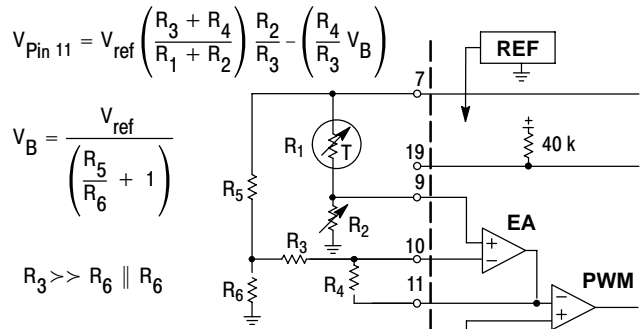 V_Pin 11 = V_ref ( (R_3 + R_4) / (R_1 + R_2) ) R_2 / R_3 − ( R_4 / R_3 V_B )
V_B = V_ref / ( R_5 / R_6 + 1 )
R_3 >> R_6 ∥ R_6
REF
7
+
40 k
R_1
T
19
9
R_5
R_2
EA
+
−
R_3
10
R_6
R_4
11
PWM
−
+